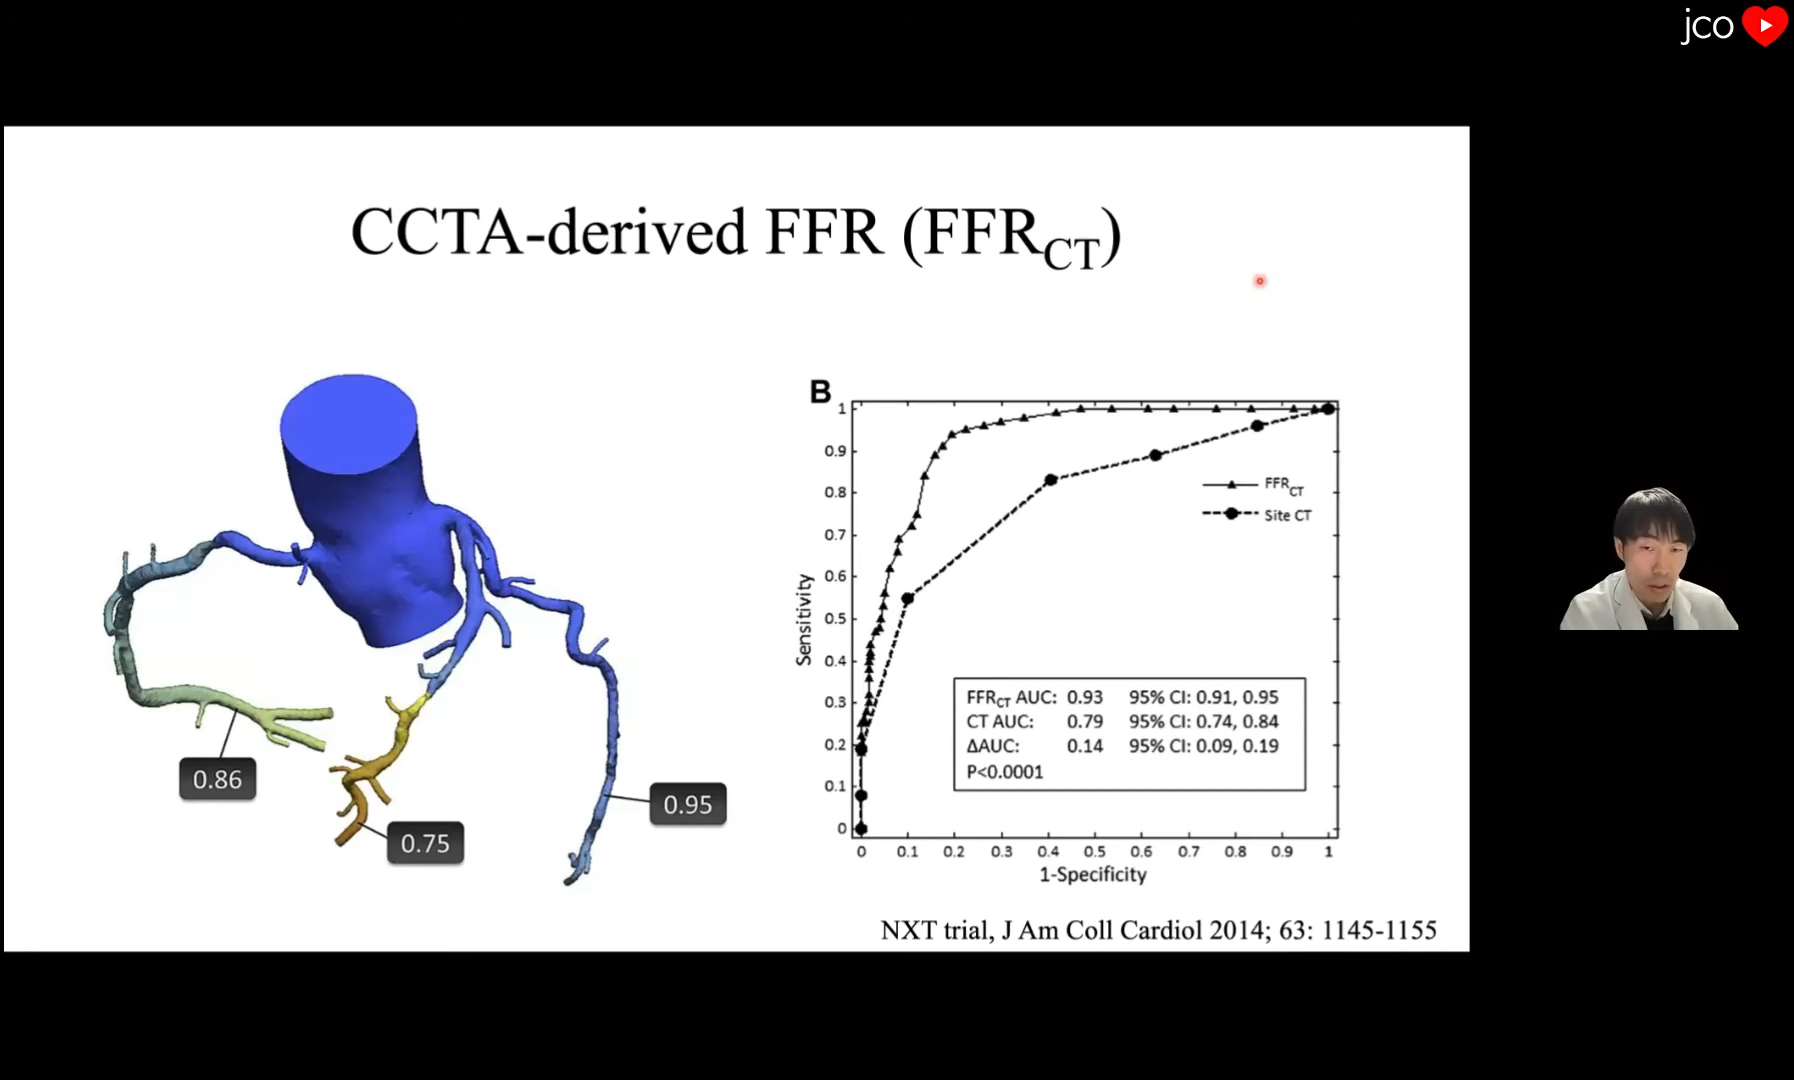 jco
CCTA-derived FFR (FFRCT)
0.86
0.75
0.95
B
1
0.9
0.8
0.7
0.6
0.5
0.4
0.3
0.2
0.1
0
Sensitivity
FFRCT
Site CT
FFRCT AUC: 0.93 95% CI: 0.91, 0.95
CT AUC: 0.79 95% CI: 0.74, 0.84
ΔAUC: 0.14 95% CI: 0.09, 0.19
P<0.0001
0 0.1 0.2 0.3 0.4 0.5 0.6 0.7 0.8 0.9 1
1-Specificity
NXT trial, J Am Coll Cardiol 2014; 63: 1145-1155